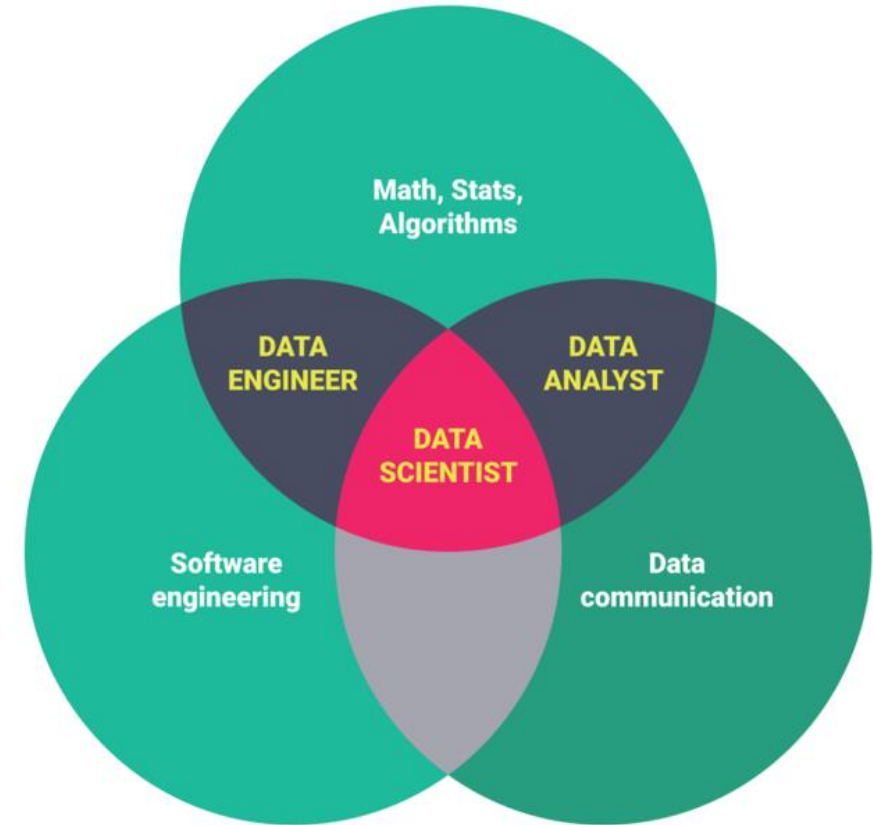 Math, Stats,
Algorithms
DATA
ENGINEER
DATA
ANALYST
DATA
SCIENTIST
Software
engineering
Data
communication